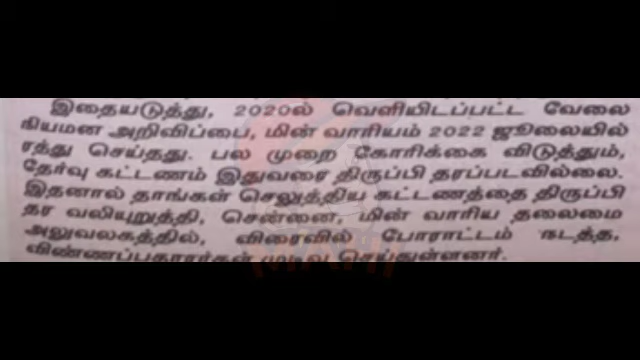 இதையடுத்து, 2020ல் வெளியிடப்பட்ட வேலை
நியமன அறிவிப்பை, மின் வாரியம் 2022 ஜூலையில்
ரத்து செய்தது. பல முறை கோரிக்கை விடுத்தும்,
தேர்வு கட்டணம் இதுவரை திருப்பி தரப்படவில்லை.
இதனால் தாங்கள் செலுத்திய கட்டணத்தை திருப்பி
தர வலியுறுத்தி, சென்னை, மின் வாரிய தலைமை
அலுவலகத்தில், விரைவில் போராட்டம் நடத்த,
விண்ணப்பதாரர்கள் முடிவு செய்துள்ளனர்.
MAHI